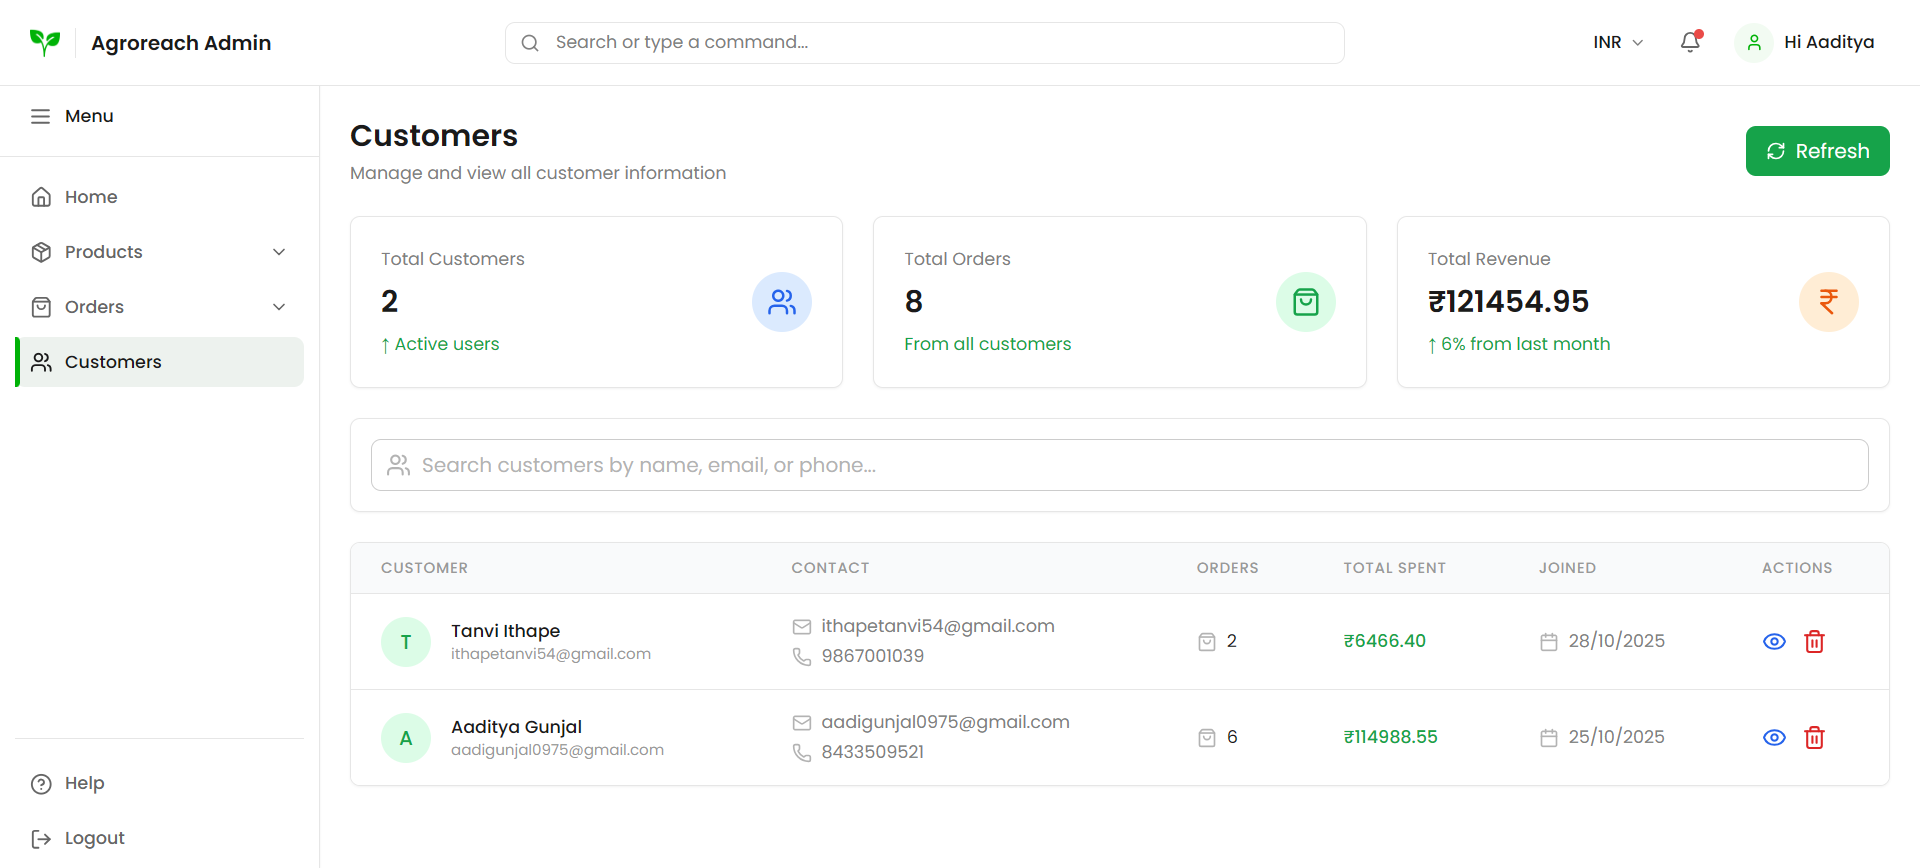 Agroreach Admin
Search or type a command...
INR
Hi Aaditya
Menu
Home
Products
Orders
Customers
Help
Logout
Customers
Manage and view all customer information
Refresh
Total Customers
2
↑ Active users
Total Orders
8
From all customers
Total Revenue
₹121454.95
↑ 6% from last month
Search customers by name, email, or phone...
CUSTOMER CONTACT ORDERS TOTAL SPENT JOINED ACTIONS
T
Tanvi Ithape
ithapetanvi54@gmail.com
ithapetanvi54@gmail.com
9867001039
2
₹6466.40
28/10/2025
A
Aaditya Gunjal
aadigunjal0975@gmail.com
aadigunjal0975@gmail.com
8433509521
6
₹114988.55
25/10/2025